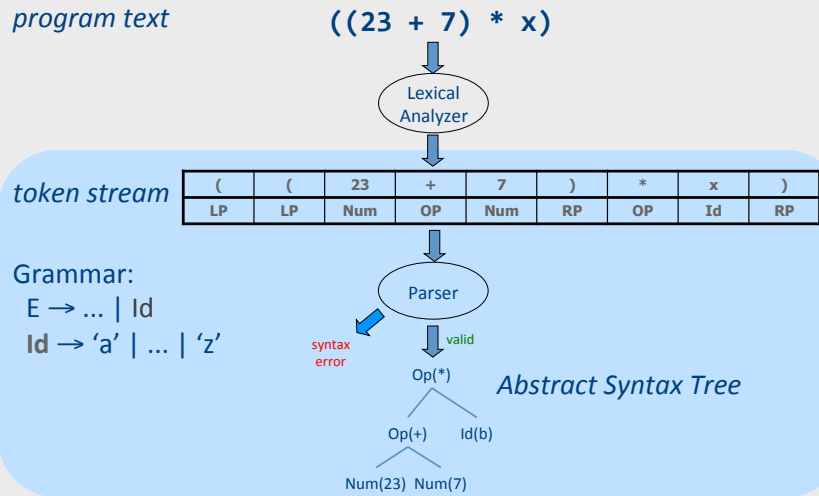 program text
((23 + 7) * x)
Lexical
Analyzer
token stream
( ( 23 + 7 ) * x )
LP LP Num OP Num RP OP Id RP
Grammar:
E → ... | Id
Id → ‘a’ | ... | ‘z’
Parser
syntax
error
valid
Op(*)
Abstract Syntax Tree
Op(+) Id(b)
Num(23) Num(7)